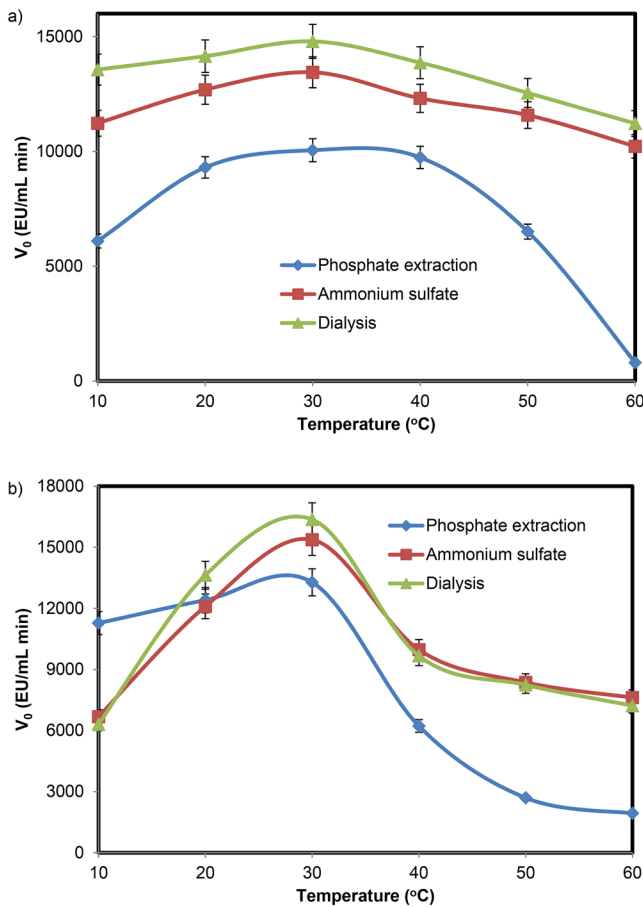 a)
15000
10000
5000
0
V0 (EU/mL min)
Phosphate extraction
Ammonium sulfate
Dialysis
10 20 30 40 50 60
Temperature (oC)
b)
18000
15000
12000
9000
6000
3000
0
V0 (EU/mL min)
Phosphate extraction
Ammonium sulfate
Dialysis
10 20 30 40 50 60
Temperature (oC)